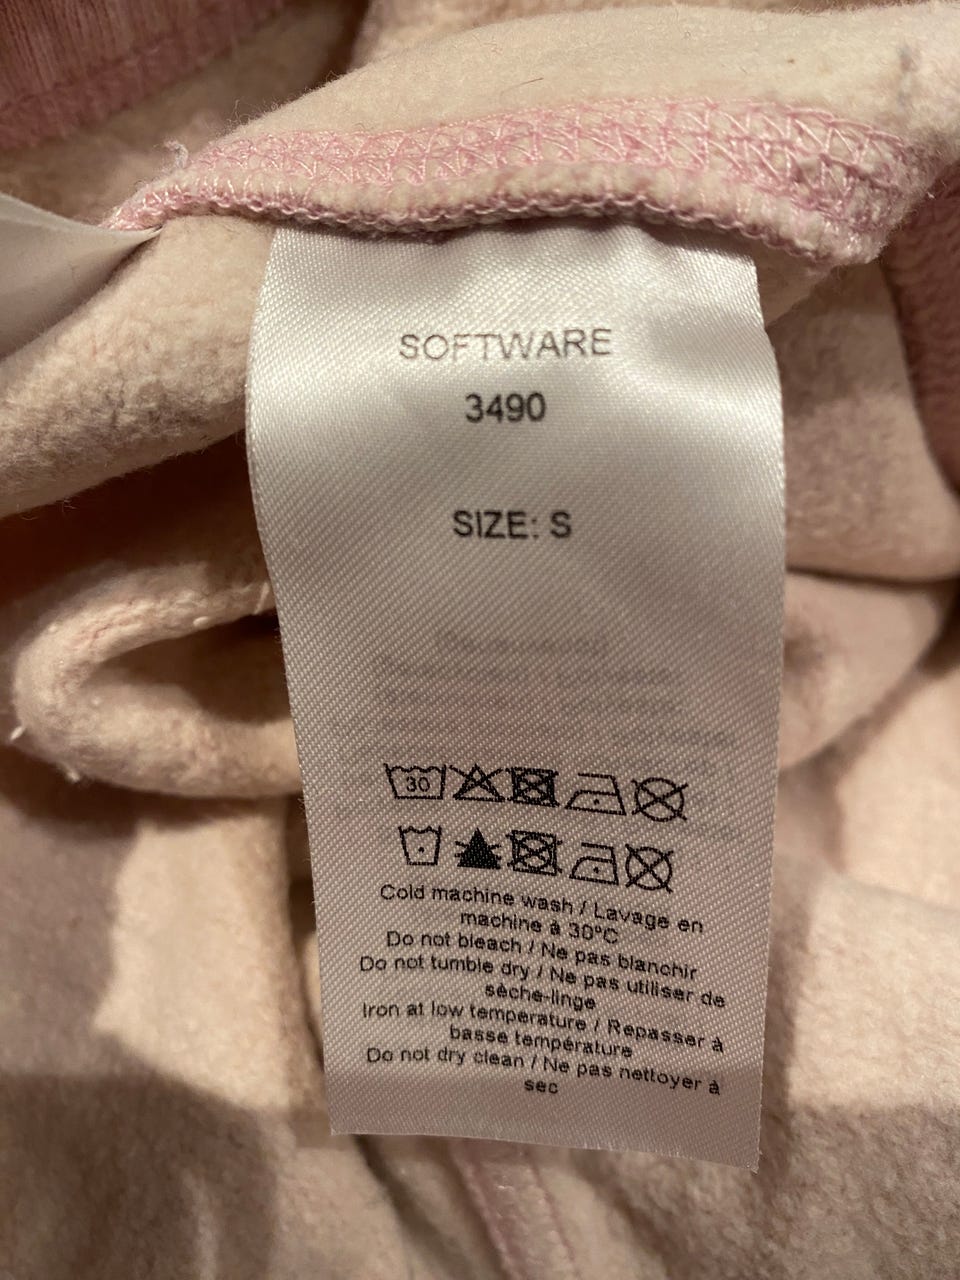 SOFTWARE
3490
SIZE: S
30
Cold machine wash / Lavage en
machine à 30°C
Do not bleach / Ne pas blanchir
Do not tumble dry / Ne pas utiliser de
sèche-linge
Iron at low temperature / Repasser à
basse température
Do not dry clean / Ne pas nettoyer à
sec